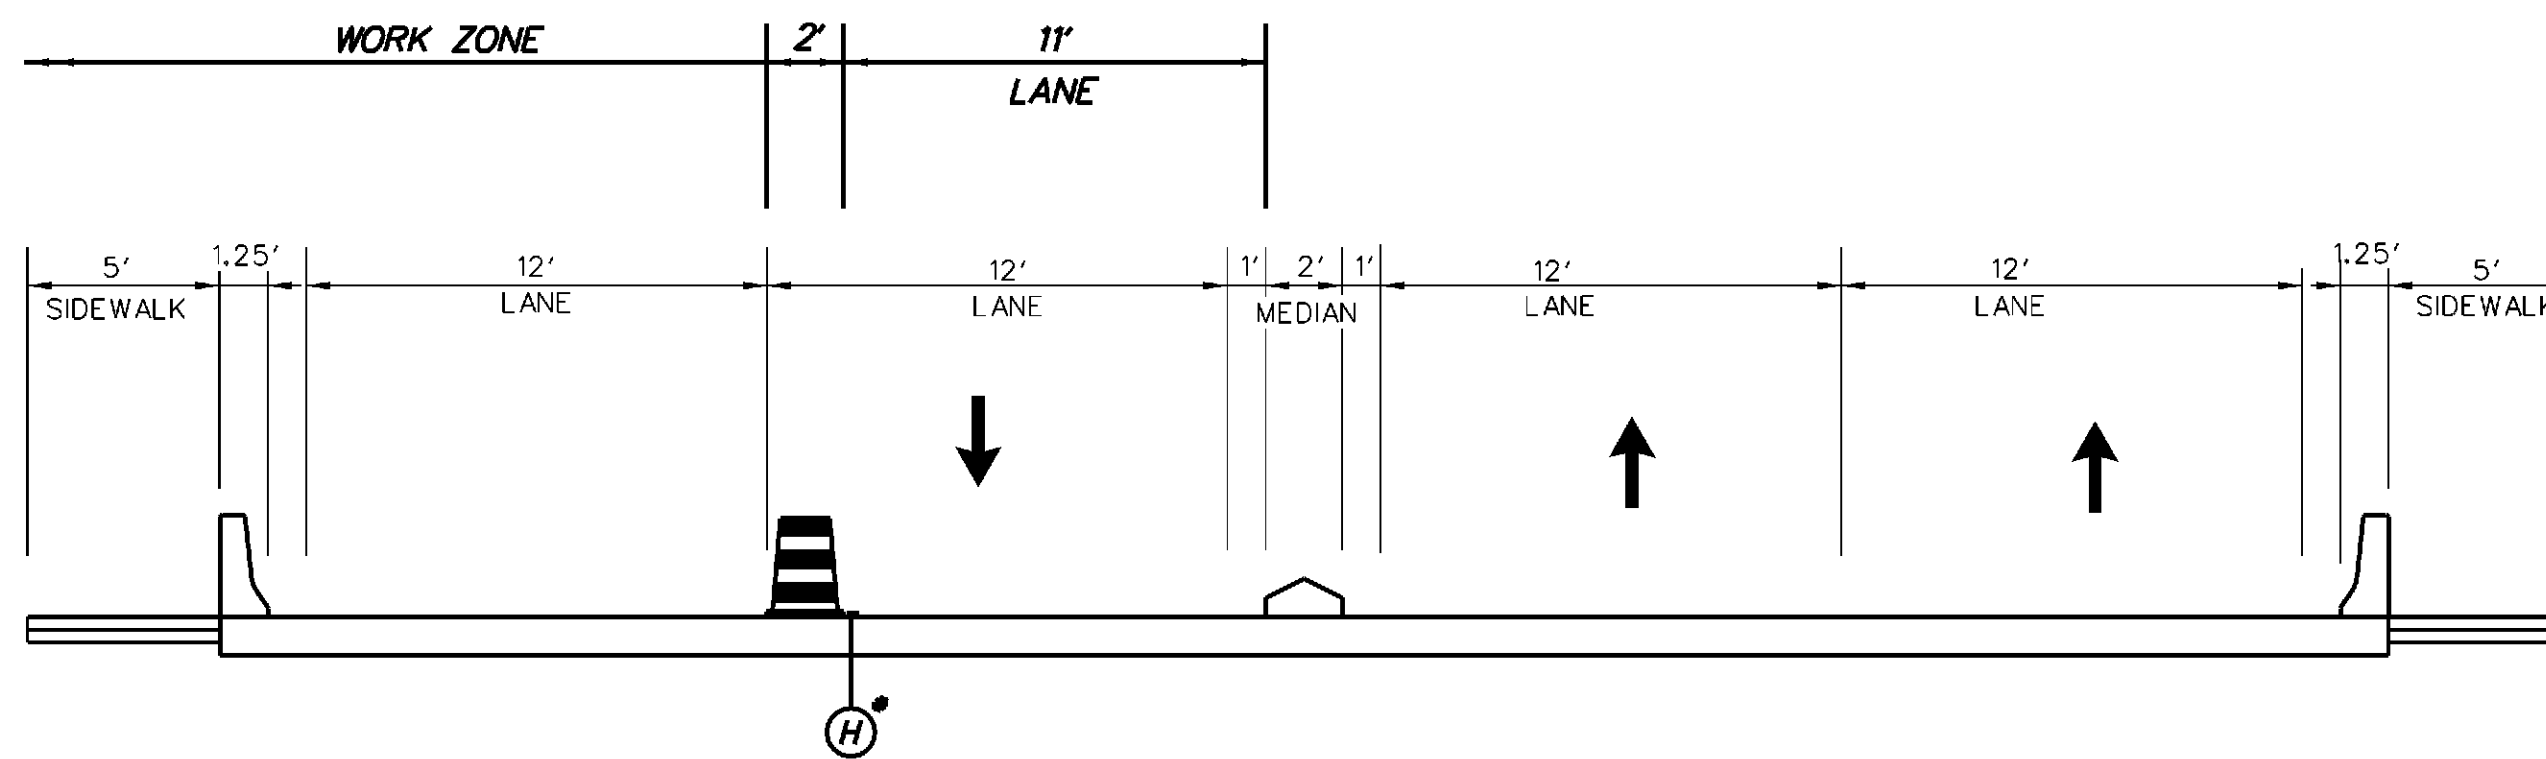 WORK ZONE 2' 11'
LANE
5' 1.25' 12' 12' 1' 2' 1' 12' 12' 1.25' 5'
SIDEWALK LANE LANE MEDIAN LANE LANE SIDEWALK
H*